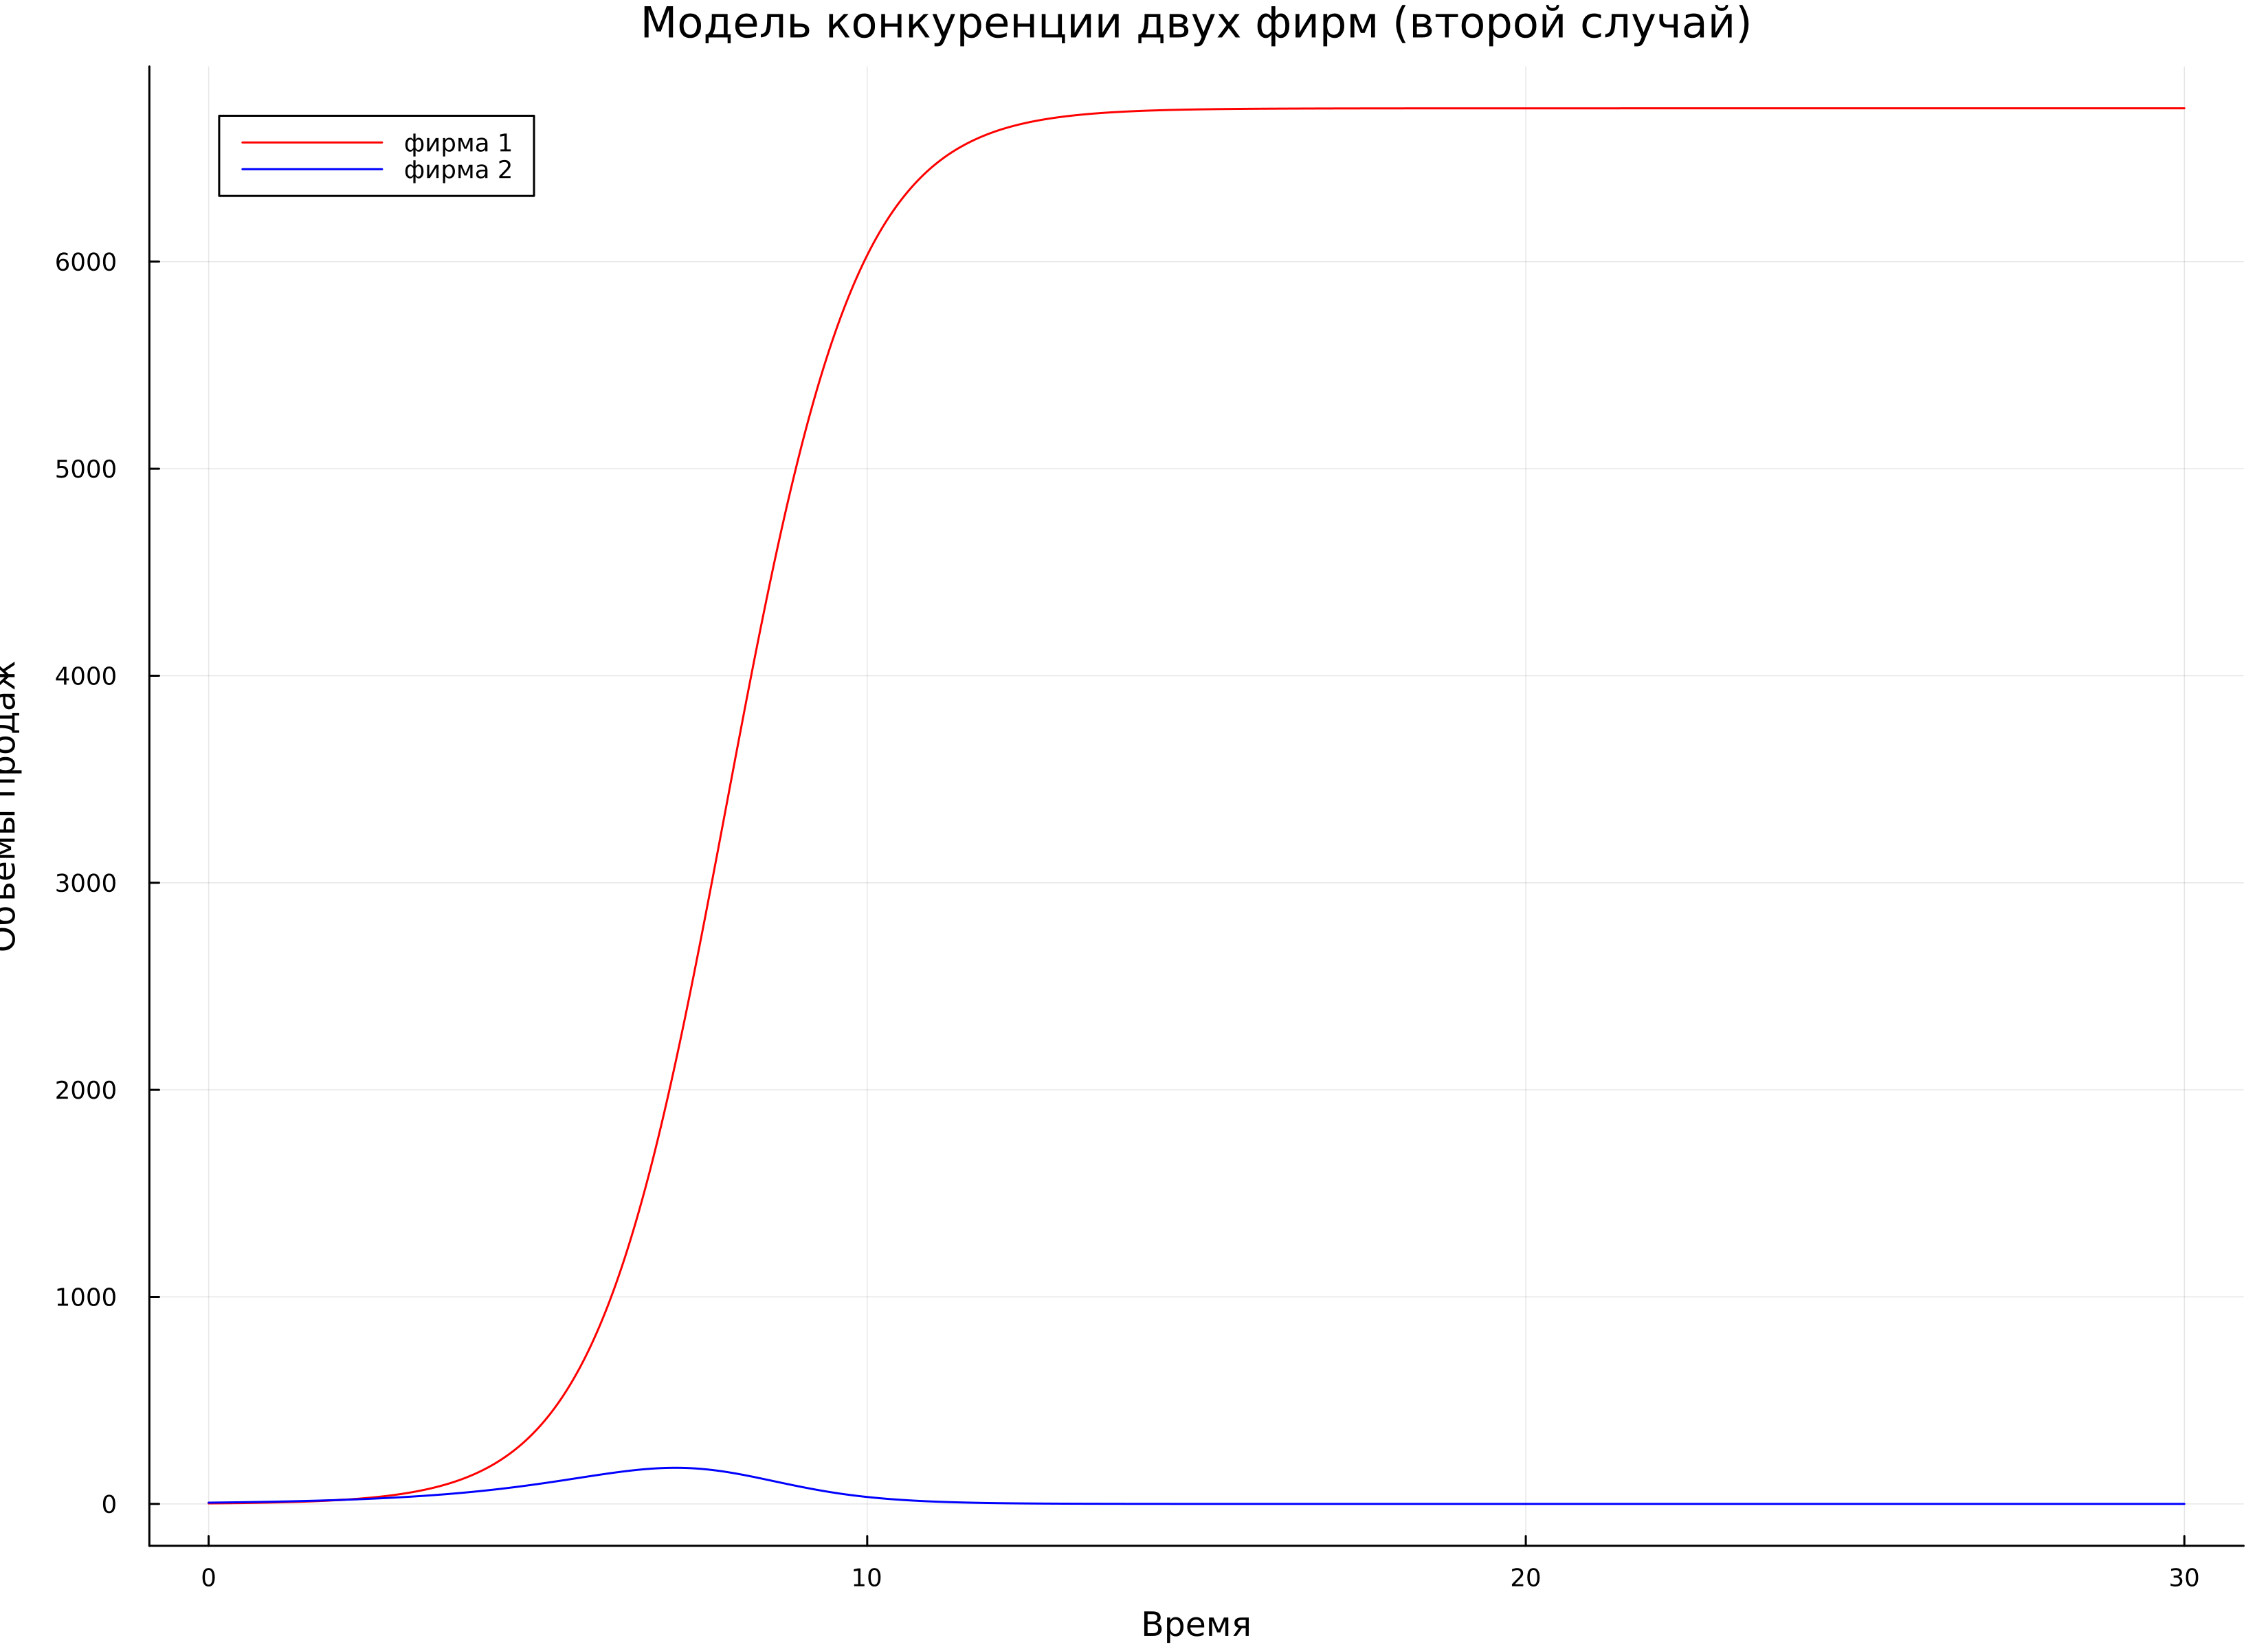 Модель конкуренции двух фирм (второй случай)
фирма 1
фирма 2
6000
5000
4000
3000
2000
1000
0
Объемы продаж
0 10 20 30
Время